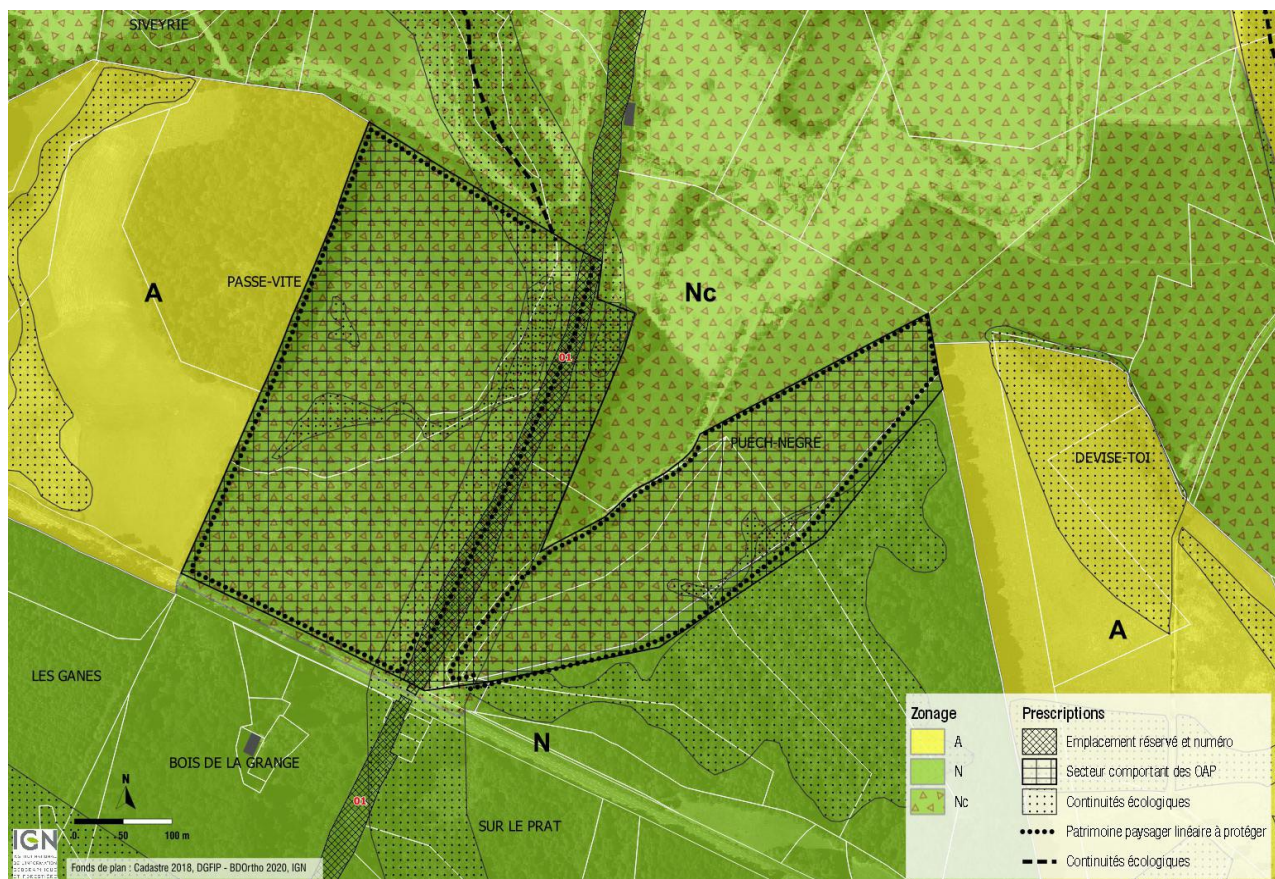 SIVEYRIE
PASSE-VITE
A
Nc
01
PUECH-NEGRE
DEVISE-TOI
A
LES GANES
BOIS DE LA GRANGE
N
N
01
SUR LE PRAT
0 50 100 m
IGN
Fonds de plan : Cadastre 2018, DGFIP - BDOrtho 2020, IGN
Zonage
A
N
Nc
Prescriptions
Emplacement réservé et numéro
Secteur comportant des OAP
Continuités écologiques
Patrimoine paysager linéaire à protéger
Continuités écologiques